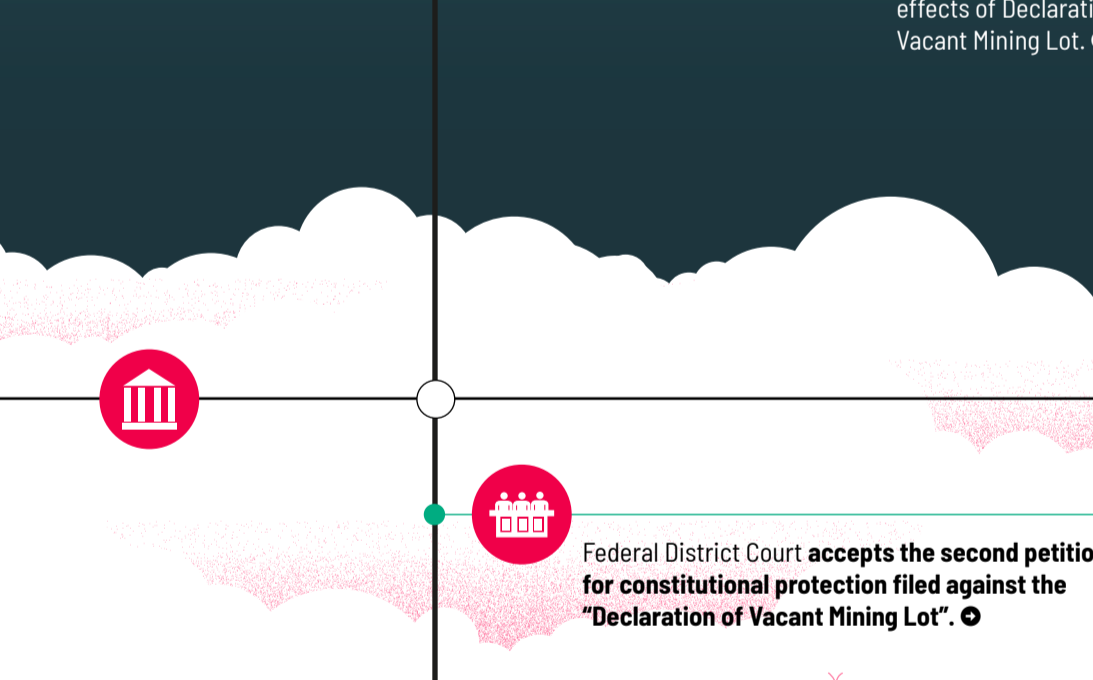 effects of Declarati
Vacant Mining Lot.
Federal District Court accepts the second petitio
for constitutional protection filed against the
“Declaration of Vacant Mining Lot”.